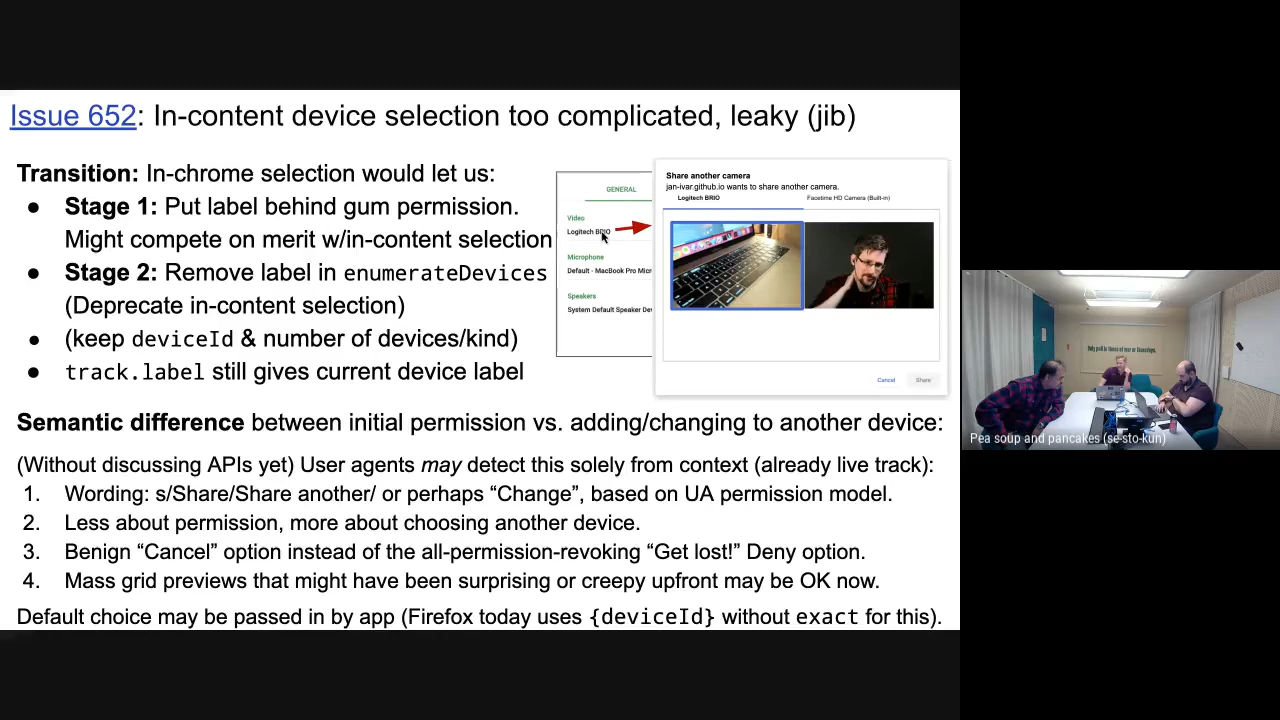 Issue 652: In-content device selection too complicated, leaky (jib)
Transition: In-chrome selection would let us:
● Stage 1: Put label behind gum permission.
Might compete on merit w/in-content selection
● Stage 2: Remove label in enumerateDevices
(Deprecate in-content selection)
● (keep deviceId & number of devices/kind)
● track.label still gives current device label
GENERAL
Video
Logitech BRIO
Microphone
Default - MacBook Pro Micr
Speakers
System Default Speaker Dev
Share another camera
jan-ivar.github.io wants to share another camera.
Logitech BRIO
Facetime HD Camera (Built-in)
Cancel
Share
Semantic difference between initial permission vs. adding/changing to another device:
(Without discussing APIs yet) User agents may detect this solely from context (already live track):
1. Wording: s/Share/Share another/ or perhaps “Change”, based on UA permission model.
2. Less about permission, more about choosing another device.
3. Benign “Cancel” option instead of the all-permission-revoking “Get lost!” Deny option.
4. Mass grid previews that might have been surprising or creepy upfront may be OK now.
Default choice may be passed in by app (Firefox today uses {deviceId} without exact for this).
Pea soup and pancakes (se-sto-kun)